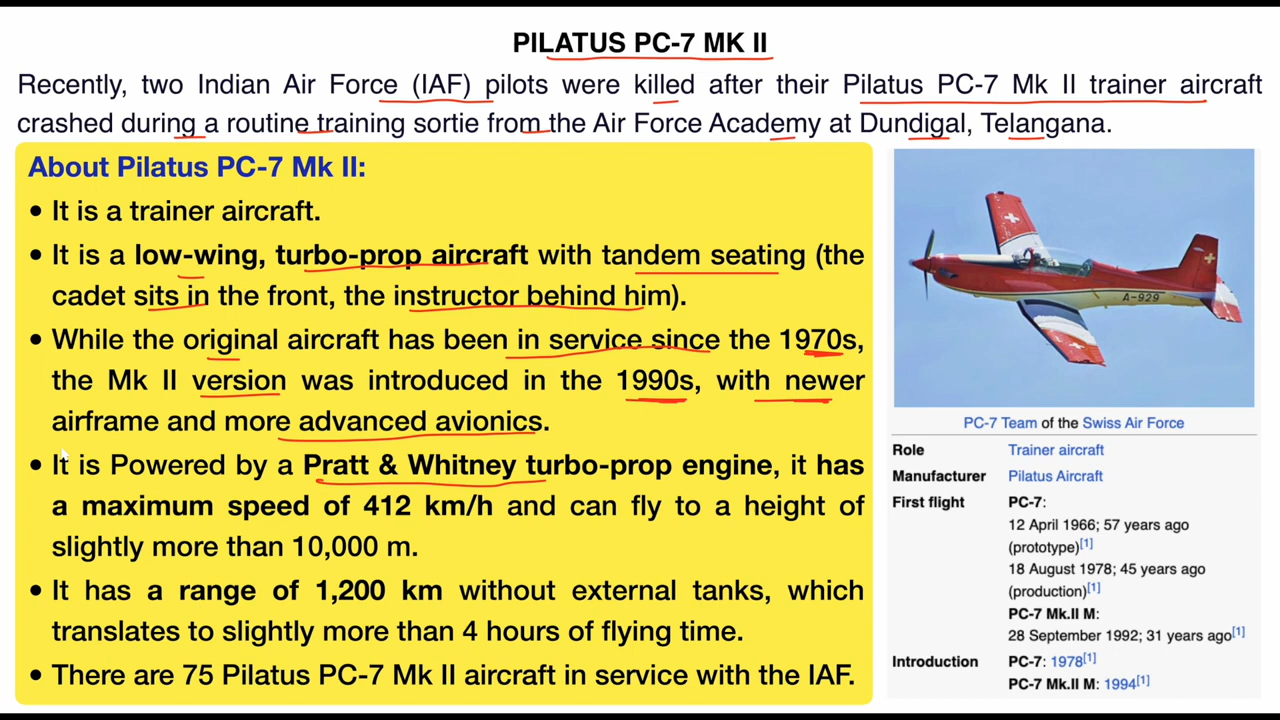 PILATUS PC-7 MK II
Recently, two Indian Air Force (IAF) pilots were killed after their Pilatus PC-7 Mk II trainer aircraft
crashed during a routine training sortie from the Air Force Academy at Dundigal, Telangana.
About Pilatus PC-7 Mk II:
• It is a trainer aircraft.
• It is a low-wing, turbo-prop aircraft with tandem seating (the
cadet sits in the front, the instructor behind him).
• While the original aircraft has been in service since the 1970s,
the Mk II version was introduced in the 1990s, with newer
airframe and more advanced avionics.
• It is Powered by a Pratt & Whitney turbo-prop engine, it has
a maximum speed of 412 km/h and can fly to a height of
slightly more than 10,000 m.
• It has a range of 1,200 km without external tanks, which
translates to slightly more than 4 hours of flying time.
• There are 75 Pilatus PC-7 Mk II aircraft in service with the IAF.
A-929
PC-7 Team of the Swiss Air Force
Role Trainer aircraft
Manufacturer Pilatus Aircraft
First flight PC-7:
12 April 1966; 57 years ago
(prototype)[1]
18 August 1978; 45 years ago
(production)[1]
PC-7 Mk.II M:
28 September 1992; 31 years ago[1]
Introduction PC-7: 1978[1]
PC-7 Mk.II M: 1994[1]